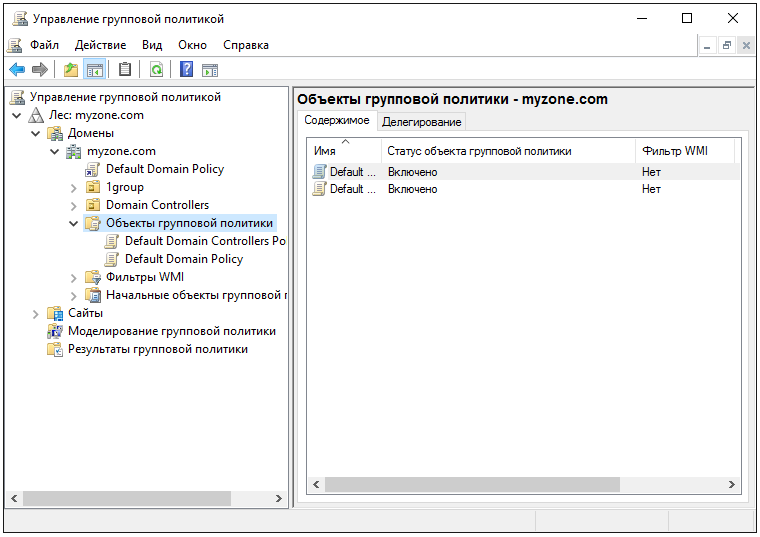 Управление групповой политикой
Файл Действие Вид Окно Справка
Управление групповой политикой
Лес: myzone.com
Домены
myzone.com
Default Domain Policy
1group
Domain Controllers
Объекты групповой политики
Default Domain Controllers Po
Default Domain Policy
Фильтры WMI
Начальные объекты групповой г
Сайты
Моделирование групповой политики
Результаты групповой политики
Объекты групповой политики - myzone.com
Содержимое Делегирование
Имя Статус объекта групповой политики Фильтр WMI
Default ... Включено Нет
Default ... Включено Нет